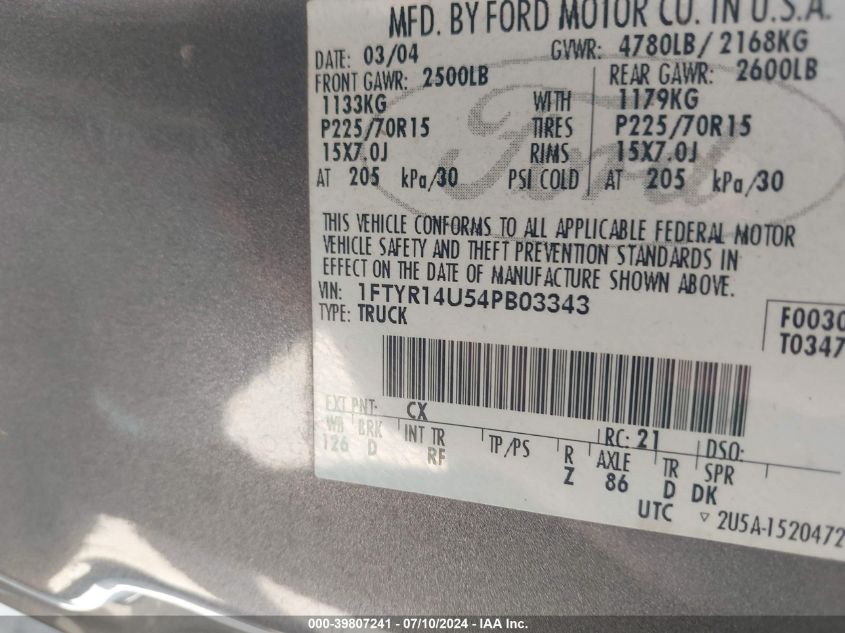 MFD. BY FORD MOTOR CO. IN U.S.A.
DATE: 03/04 GVWR: 4780LB/ 2168KG
FRONT GAWR: 2500LB REAR GAWR: 2600LB
1133KG WITH 1179KG
P225/70R15 TIRES P225/70R15
15X7.0J RIMS 15X7.0J
AT 205 kPa/30 PSI COLD AT 205 kPa/30
Ford
THIS VEHICLE CONFORMS TO ALL APPLICABLE FEDERAL MOTOR
VEHICLE SAFETY AND THEFT PREVENTION STANDARDS IN
EFFECT ON THE DATE OF MANUFACTURE SHOWN ABOVE.
VIN: 1FTYR14U54PB03343
TYPE: TRUCK
F0030
T0347
EXT PNT: CX RC: 21 DSO:
WB BRK INT TR TP/PS R AXLE TR SPR
126 D RF Z 86 D DK
UTC ▿ 2U5A-1520472
000-39807241 - 07/10/2024 - IAA Inc.